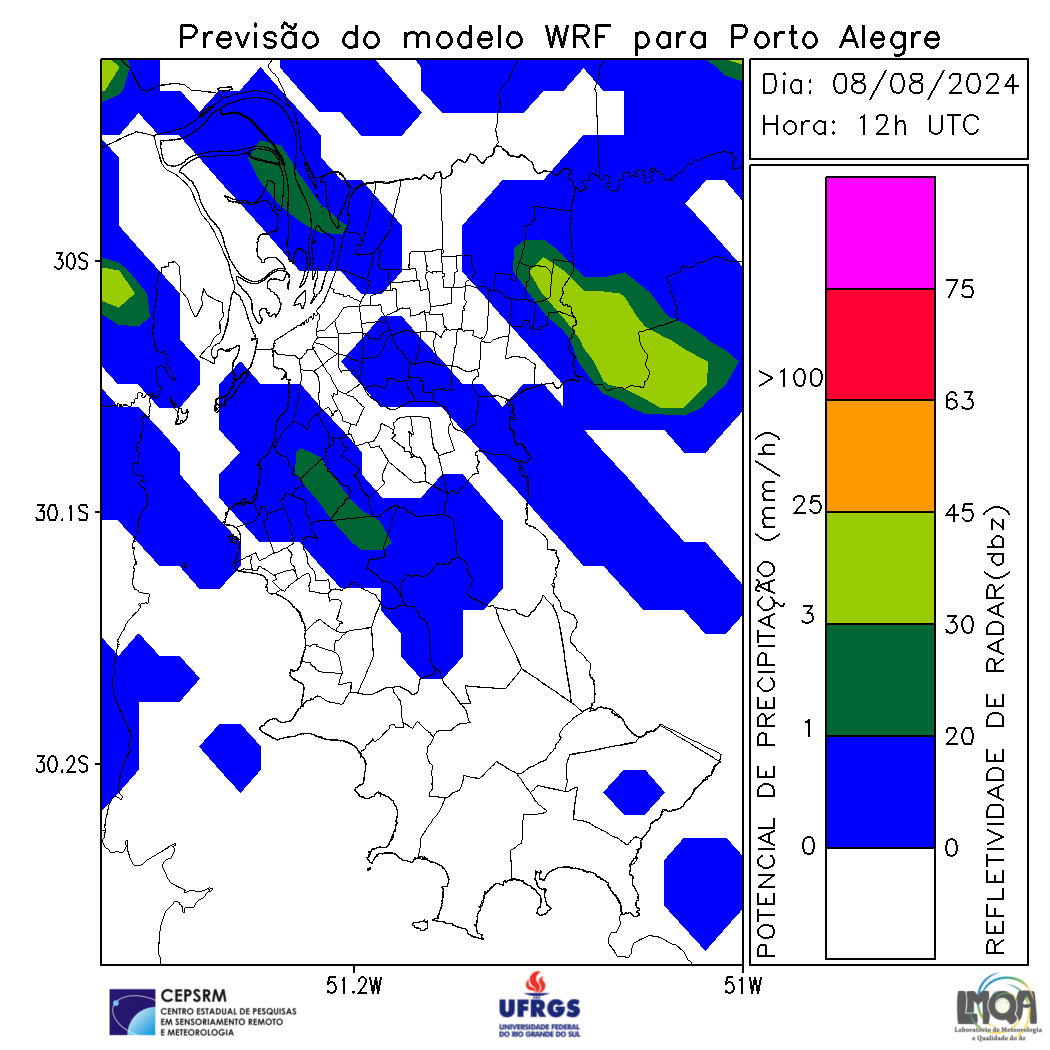 Previsão do modelo WRF para Porto Alegre
Dia: 08/08/2024
Hora: 12h UTC
30S
30.1S
30.2S
51.2W
51W
POTENCIAL DE PRECIPITAÇÃO (mm/h)
>100
25
3
1
0
75
63
45
30
20
0
REFLETIVIDADE DE RADAR(dbz)
CEPSRM
CENTRO ESTADUAL DE PESQUISAS
EM SENSORIAMENTO REMOTO
E METEOROLOGIA
UFRGS
UNIVERSIDADE FEDERAL
DO RIO GRANDE DO SUL
LMQA
Laboratório de Meteorologia
e Qualidade do Ar